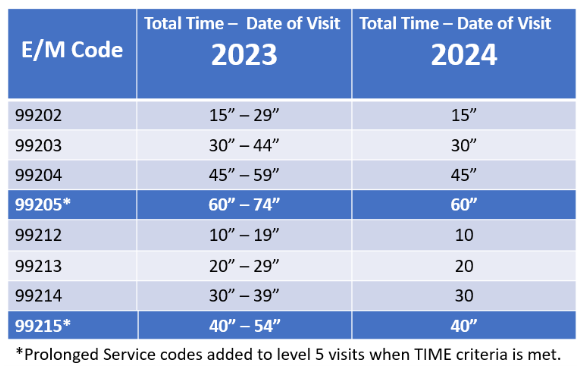 E/M Code Total Time – Date of Visit 2023 Total Time – Date of Visit 2024
99202 15” – 29” 15”
99203 30” – 44” 30”
99204 45” – 59” 45”
99205* 60” – 74” 60”
99212 10” – 19” 10
99213 20” – 29” 20
99214 30” – 39” 30
99215* 40” – 54” 40”
*Prolonged Service codes added to level 5 visits when TIME criteria is met.